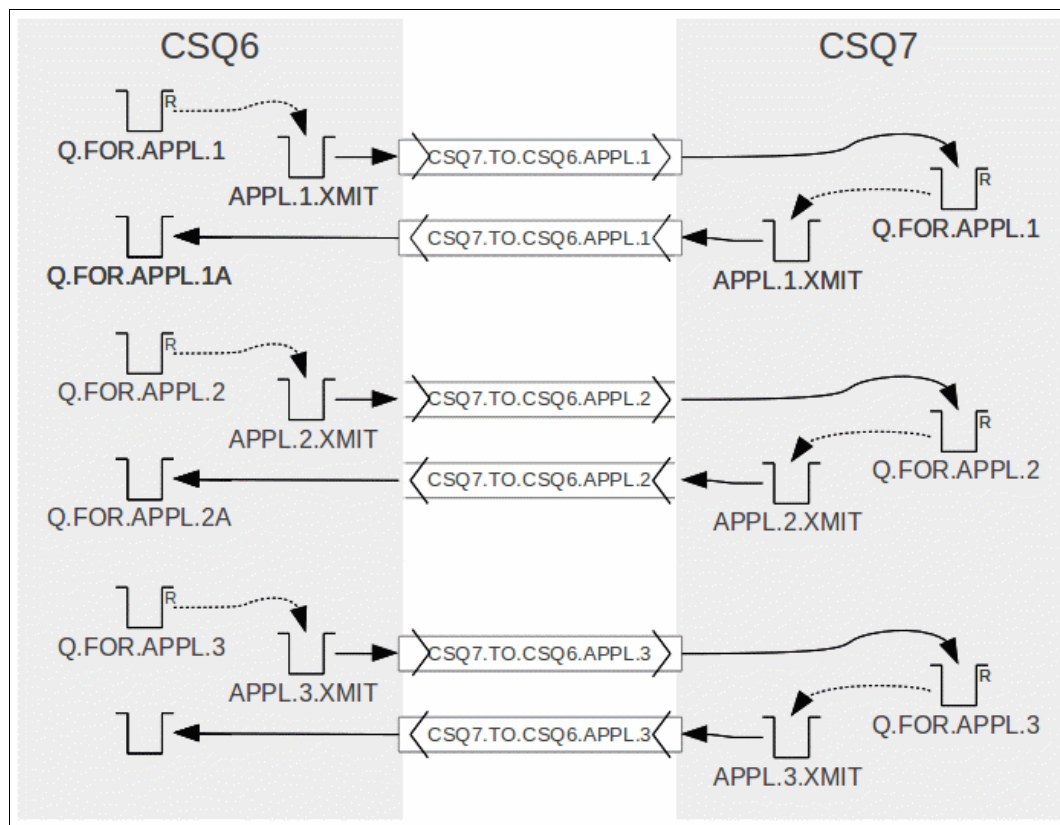 CSQ6
CSQ7
R
Q.FOR.APPL.1
APPL.1.XMIT
CSQ7.TO.CSQ6.APPL.1
R
Q.FOR.APPL.1
Q.FOR.APPL.1A
CSQ7.TO.CSQ6.APPL.1
APPL.1.XMIT
R
Q.FOR.APPL.2
APPL.2.XMIT
CSQ7.TO.CSQ6.APPL.2
R
Q.FOR.APPL.2
Q.FOR.APPL.2A
CSQ7.TO.CSQ6.APPL.2
APPL.2.XMIT
R
Q.FOR.APPL.3
APPL.3.XMIT
CSQ7.TO.CSQ6.APPL.3
R
Q.FOR.APPL.3
CSQ7.TO.CSQ6.APPL.3
APPL.3.XMIT